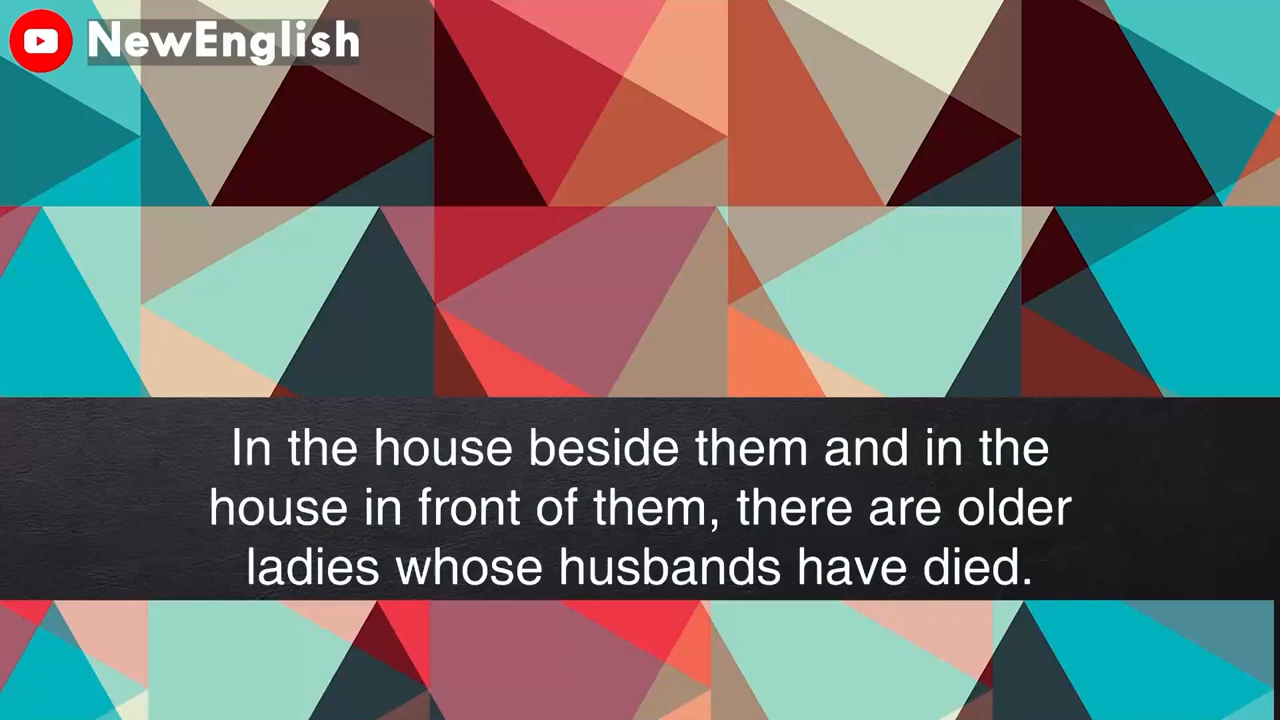 NewEnglish
In the house beside them and in the
house in front of them, there are older
ladies whose husbands have died.